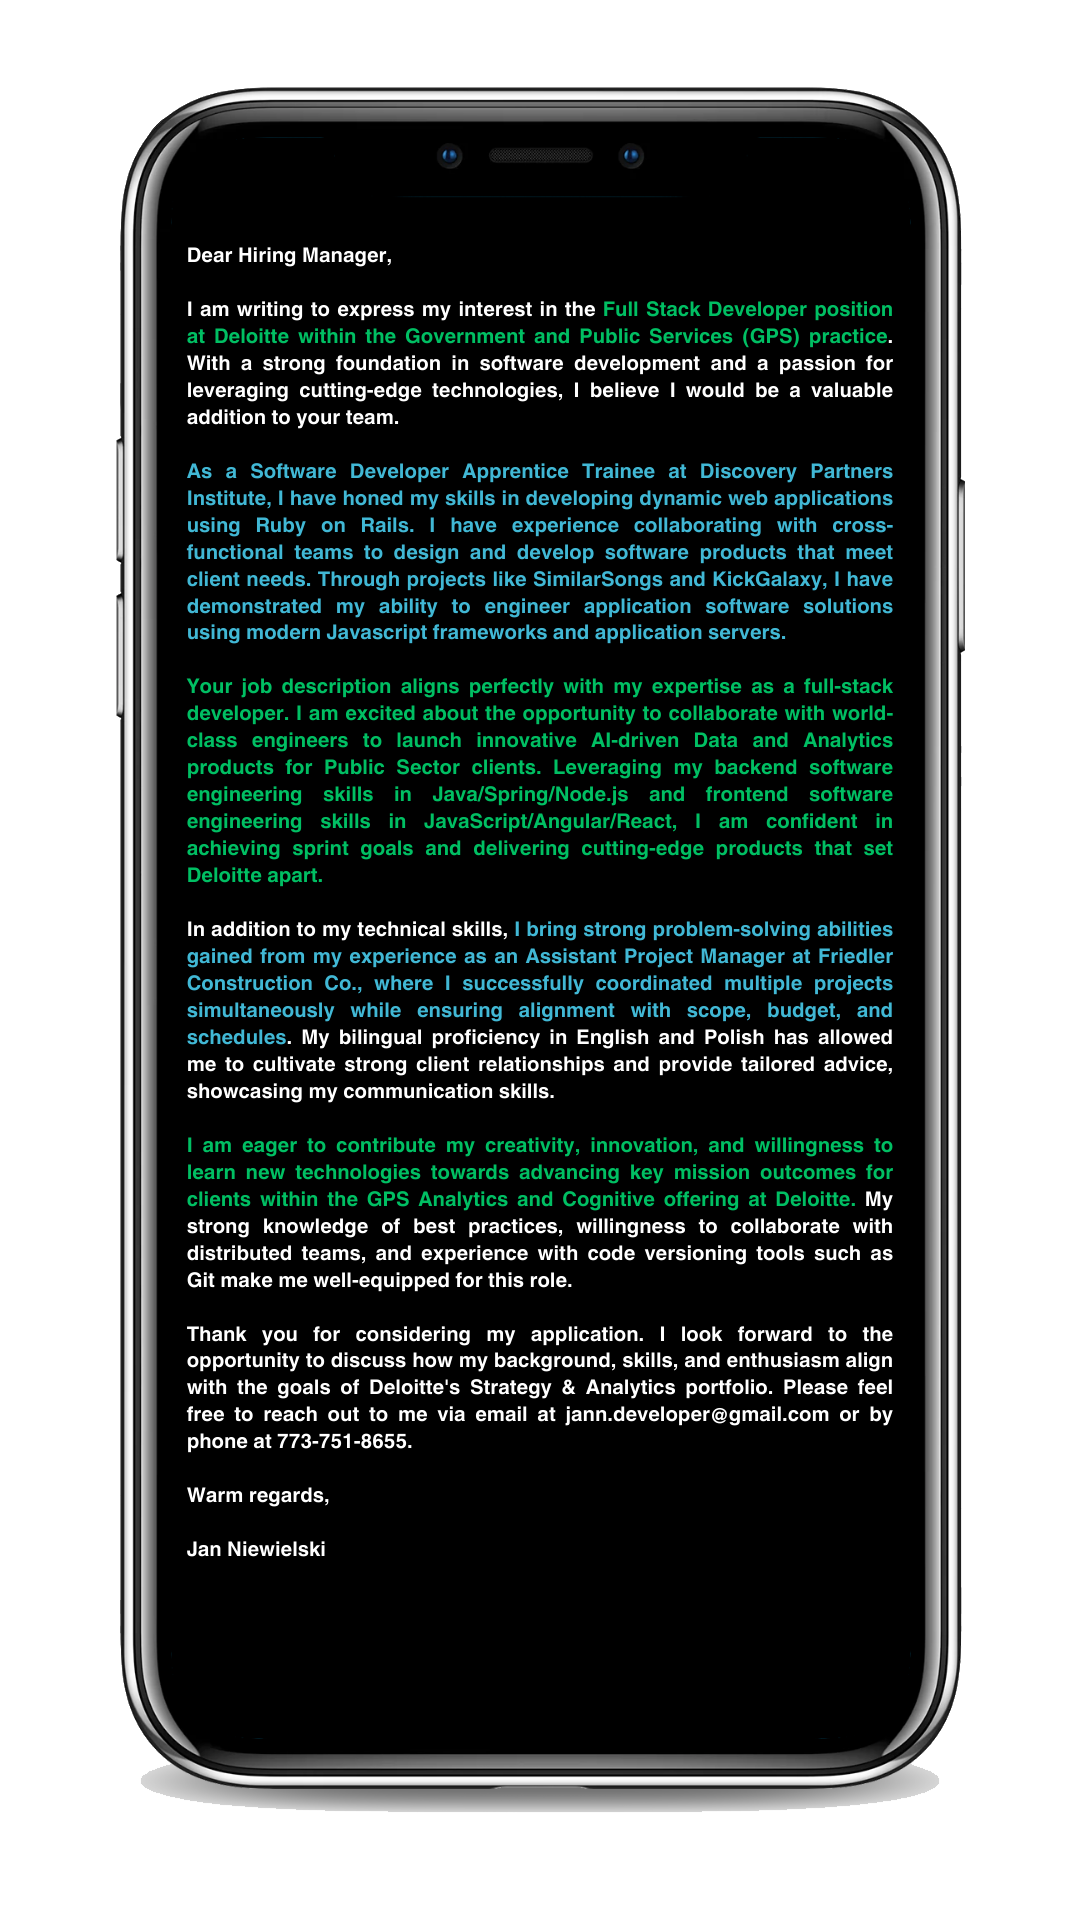 Dear Hiring Manager,
I am writing to express my interest in the Full Stack Developer position
at Deloitte within the Government and Public Services (GPS) practice.
With a strong foundation in software development and a passion for
leveraging cutting-edge technologies, I believe I would be a valuable
addition to your team.
As a Software Developer Apprentice Trainee at Discovery Partners
Institute, I have honed my skills in developing dynamic web applications
using Ruby on Rails. I have experience collaborating with cross-
functional teams to design and develop software products that meet
client needs. Through projects like SimilarSongs and KickGalaxy, I have
demonstrated my ability to engineer application software solutions
using modern Javascript frameworks and application servers.
Your job description aligns perfectly with my expertise as a full-stack
developer. I am excited about the opportunity to collaborate with world-
class engineers to launch innovative AI-driven Data and Analytics
products for Public Sector clients. Leveraging my backend software
engineering skills in Java/Spring/Node.js and frontend software
engineering skills in JavaScript/Angular/React, I am confident in
achieving sprint goals and delivering cutting-edge products that set
Deloitte apart.
In addition to my technical skills, I bring strong problem-solving abilities
gained from my experience as an Assistant Project Manager at Friedler
Construction Co., where I successfully coordinated multiple projects
simultaneously while ensuring alignment with scope, budget, and
schedules. My bilingual proficiency in English and Polish has allowed
me to cultivate strong client relationships and provide tailored advice,
showcasing my communication skills.
I am eager to contribute my creativity, innovation, and willingness to
learn new technologies towards advancing key mission outcomes for
clients within the GPS Analytics and Cognitive offering at Deloitte. My
strong knowledge of best practices, willingness to collaborate with
distributed teams, and experience with code versioning tools such as
Git make me well-equipped for this role.
Thank you for considering my application. I look forward to the
opportunity to discuss how my background, skills, and enthusiasm align
with the goals of Deloitte's Strategy & Analytics portfolio. Please feel
free to reach out to me via email at jann.developer@gmail.com or by
phone at 773-751-8655.
Warm regards,
Jan Niewielski